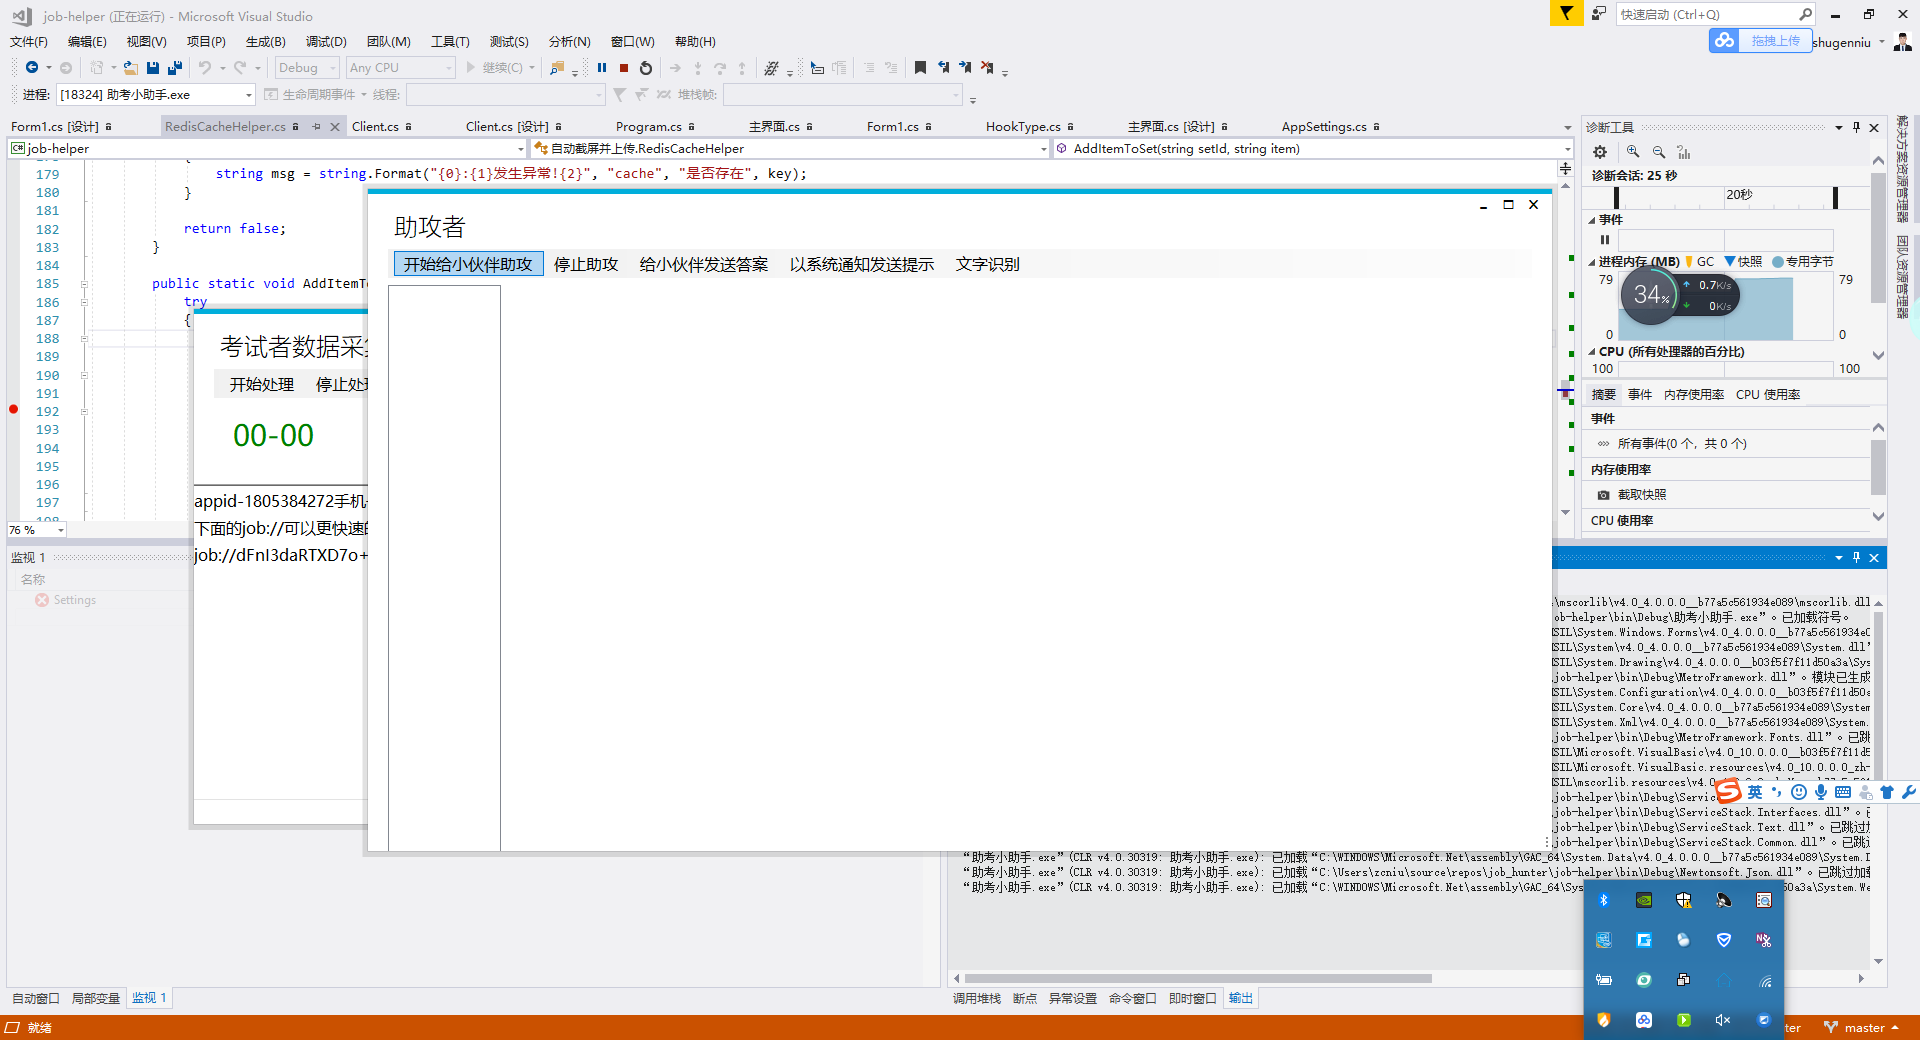 job-helper (正在运行) - Microsoft Visual Studio
快速启动 (Ctrl+Q)
文件(F) 编辑(E) 视图(V) 项目(P) 生成(B) 调试(D) 团队(M) 工具(T) 测试(S) 分析(N) 窗口(W) 帮助(H)
拖拽上传
shugenniu
Debug Any CPU 继续(C)
进程: [18324] 助考小助手.exe 生命周期事件 线程: 堆栈帧:
Form1.cs [设计] RedisCacheHelper.cs Client.cs Client.cs [设计] Program.cs 主界面.cs Form1.cs HookType.cs 主界面.cs [设计] AppSettings.cs
job-helper 自动截屏并上传.RedisCacheHelper AddItemToSet(string setId, string item)
179 string msg = string.Format("{0}:{1}发生异常!{2}", "cache", "是否存在", key);
180 }
181
182 return false;
183 }
184
185 public static void AddItemT
186 try
187 {
188
189
190
191
192
193
194
195
196
197
76 %
助攻者
开始给小伙伴助攻 停止助攻 给小伙伴发送答案 以系统通知发送提示 文字识别
考试者数据采
开始处理 停止处
00-00
appid-1805384272手机
下面的job://可以更快速
job://dFnI3daRTXD7o+
监视 1
名称
Settings
自动窗口 局部变量 监视 1
诊断工具
诊断会话: 25 秒
20秒
事件
进程内存 (MB) GC 快照 专用字节
79 79
34% 0.7K/s
0K/s
0 0
CPU (所有处理器的百分比)
100 100
摘要 事件 内存使用率 CPU 使用率
事件
所有事件(0 个，共 0 个)
内存使用率
截取快照
CPU 使用率
解决方案资源管理器
团队资源管理器
\mscorlib\v4.0_4.0.0.0__b77a5c561934e089\mscorlib.dll
ob-helper\bin\Debug\助考小助手.exe”。已加载符号。
SIL\System.Windows.Forms\v4.0_4.0.0.0__b77a5c561934e0
SIL\System\v4.0_4.0.0.0__b77a5c561934e089\System.dll”
SIL\System.Drawing\v4.0_4.0.0.0__b03f5f7f11d50a3a\Sys
job-helper\bin\Debug\MetroFramework.dll”。模块已生成
SIL\System.Configuration\v4.0_4.0.0.0__b03f5f7f11d50a
SIL\System.Core\v4.0_4.0.0.0__b77a5c561934e089\System
SIL\System.Xml\v4.0_4.0.0.0__b77a5c561934e089\System.
job-helper\bin\Debug\MetroFramework.Fonts.dll”。已跳
SIL\Microsoft.VisualBasic\v4.0_10.0.0.0__b03f5f7f11d5
SIL\Microsoft.VisualBasic.resources\v4.0_10.0.0.0_zh-
SIL\mscorlib.resources\v4.0
英
job-helper\bin\Debug\Service
job-helper\bin\Debug\ServiceStack.Interfaces.dll”。
job-helper\bin\Debug\ServiceStack.Text.dll”。已跳过
job-helper\bin\Debug\ServiceStack.Common.dll”。已跳
“助考小助手.exe”(CLR v4.0.30319: 助考小助手.exe): 已加载“C:\WINDOWS\Microsoft.Net\assembly\GAC_64\System.Data\v4.0_4.0.0.0__b77a5c561934e089\System.D
“助考小助手.exe”(CLR v4.0.30319: 助考小助手.exe): 已加载“C:\Users\zcniu\source\repos\job_hunter\job-helper\bin\Debug\Newtonsoft.Json.dll”。已跳过加
“助考小助手.exe”(CLR v4.0.30319: 助考小助手.exe): 已加载“C:\WINDOWS\Microsoft.Net\assembly\GAC_64\Sys 0a3a\System.We
调用堆栈 断点 异常设置 命令窗口 即时窗口 输出
就绪
ter master